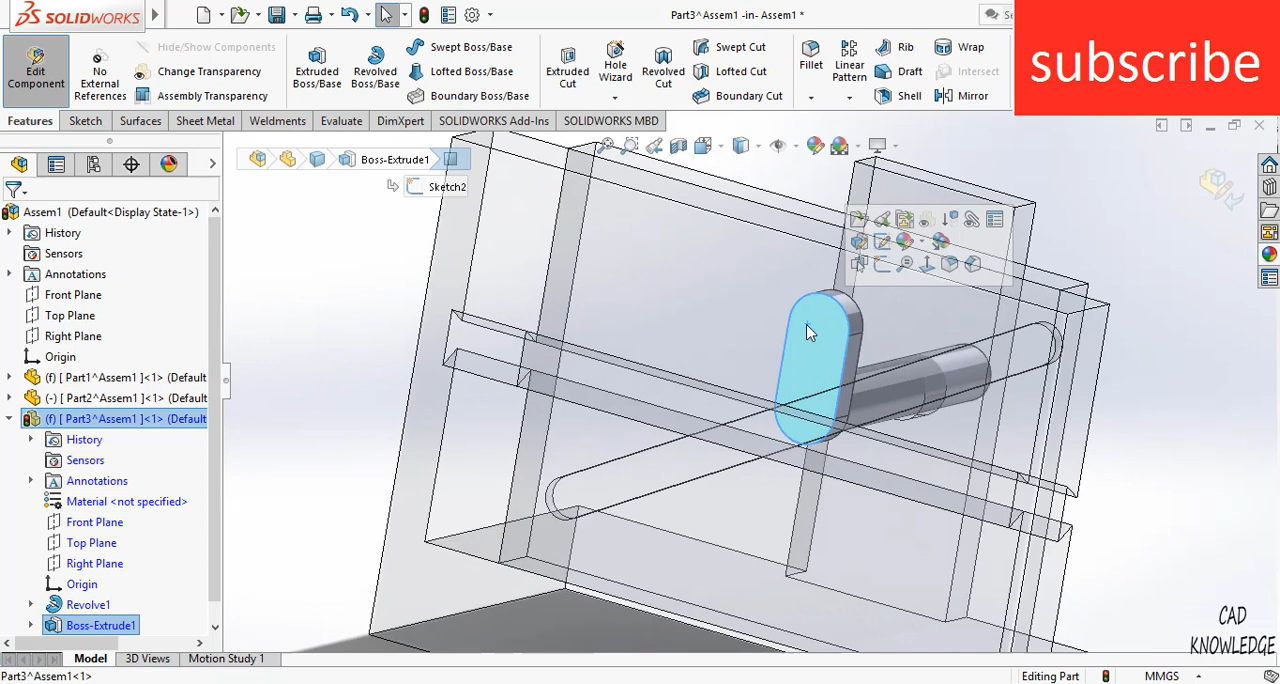 SOLIDWORKS
Part3^Assem1 -in- Assem1 *
Se
subscribe
Edit Component
No External References
Hide/Show Components
Change Transparency
Assembly Transparency
Extruded Boss/Base
Revolved Boss/Base
Swept Boss/Base
Lofted Boss/Base
Boundary Boss/Base
Extruded Cut
Hole Wizard
Revolved Cut
Swept Cut
Lofted Cut
Boundary Cut
Fillet
Linear Pattern
Rib
Draft
Shell
Wrap
Intersect
Mirror
Features Sketch Surfaces Sheet Metal Weldments Evaluate DimXpert SOLIDWORKS Add-Ins SOLIDWORKS MBD
Boss-Extrude1
Sketch2
Assem1 (Default<Display State-1>)
History
Sensors
Annotations
Front Plane
Top Plane
Right Plane
Origin
(f) [ Part1^Assem1 ]<1> (Default
(-) [ Part2^Assem1 ]<1> (Default
(f) [ Part3^Assem1 ]<1> (Default
History
Sensors
Annotations
Material <not specified>
Front Plane
Top Plane
Right Plane
Origin
Revolve1
Boss-Extrude1
Model 3D Views Motion Study 1
CAD
KNOWLEDGE
Part3^Assem1<1>
Editing Part
MMGS